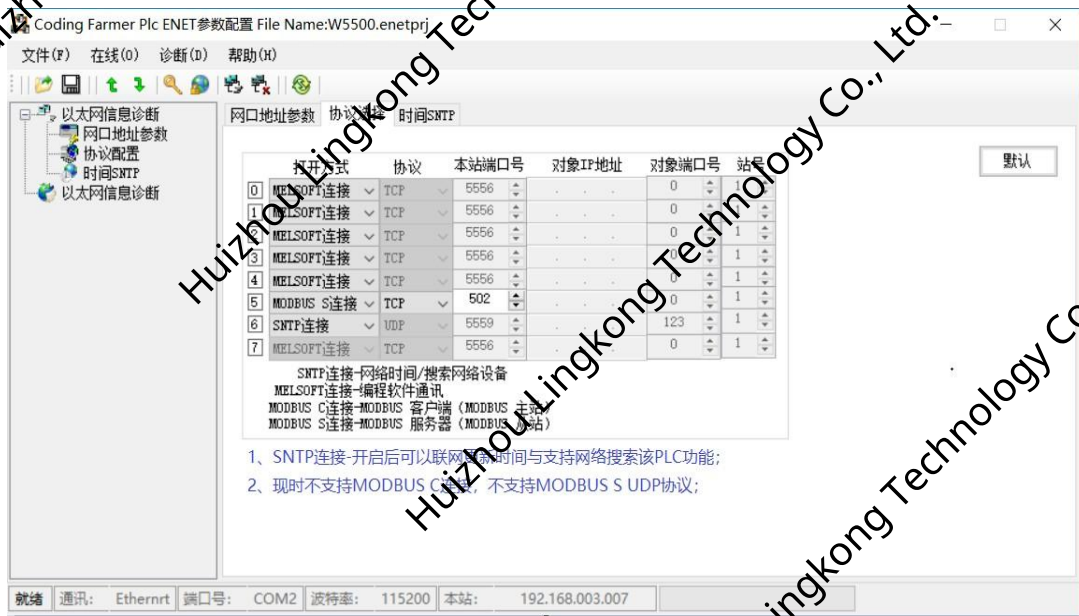 Coding Farmer Plc ENET参数配置 File Name:W5500.enetprj
文件(F) 在线(O) 诊断(D) 帮助(H)
以太网信息诊断
网口地址参数
协议配置
时间SNTP
以太网信息诊断
网口地址参数 协议选择 时间SNTP
打开方式 协议 本站端口号 对象IP地址 对象端口号 站号
默认
0 MELSOFT连接 TCP 5556 . . . 0 1
1 MELSOFT连接 TCP 5556 . . . 0 1
2 MELSOFT连接 TCP 5556 . . . 0 1
3 MELSOFT连接 TCP 5556 . . . 0 1
4 MELSOFT连接 TCP 5556 . . . 0 1
5 MODBUS S连接 TCP 502 . . . 0 1
6 SNTP连接 UDP 5559 . . . 123 1
7 MELSOFT连接 TCP 5556 . . . 0 1
SNTP连接-网络时间/搜索网络设备
MELSOFT连接-编程软件通讯
MODBUS C连接-MODBUS 客户端 (MODBUS 主站)
MODBUS S连接-MODBUS 服务器 (MODBUS 从站)
1、SNTP连接-开启后可以联网更新时间与支持网络搜索该PLC功能;
2、现时不支持MODBUS C连接, 不支持MODBUS S UDP协议;
就绪 通讯: Ethernrt 端口号: COM2 波特率: 115200 本站: 192.168.003.007
Huizhou Lingkong Technology Co., Ltd.
Huizhou Lingkong Technology Co
ngkong Tec